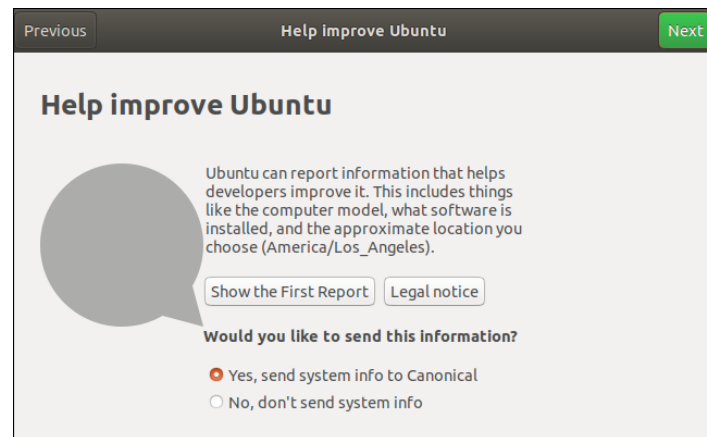 Previous
Help improve Ubuntu
Next
Help improve Ubuntu
Ubuntu can report information that helps
developers improve it. This includes things
like the computer model, what software is
installed, and the approximate location you
choose (America/Los_Angeles).
Show the First Report
Legal notice
Would you like to send this information?
Yes, send system info to Canonical
No, don't send system info